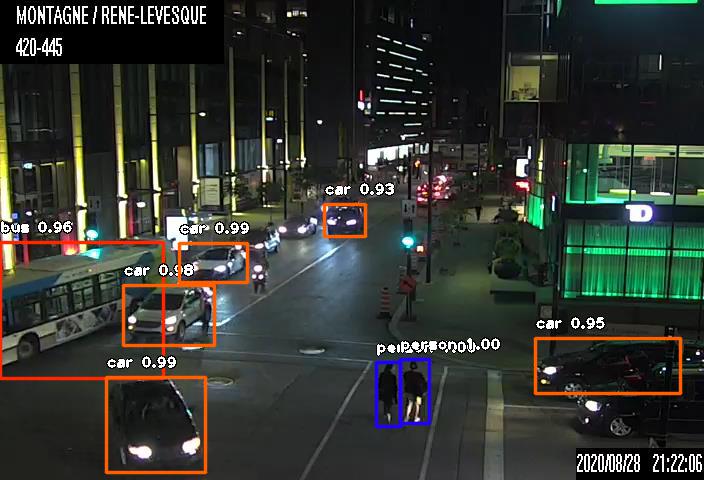 MONTAGNE / RENE-LEVESQUE
420-445
car 0.93
bus 0.96
car 0.99
car 0.98
car 0.95
person 1.00
car 0.99
TD
2020/08/28 21:22:06